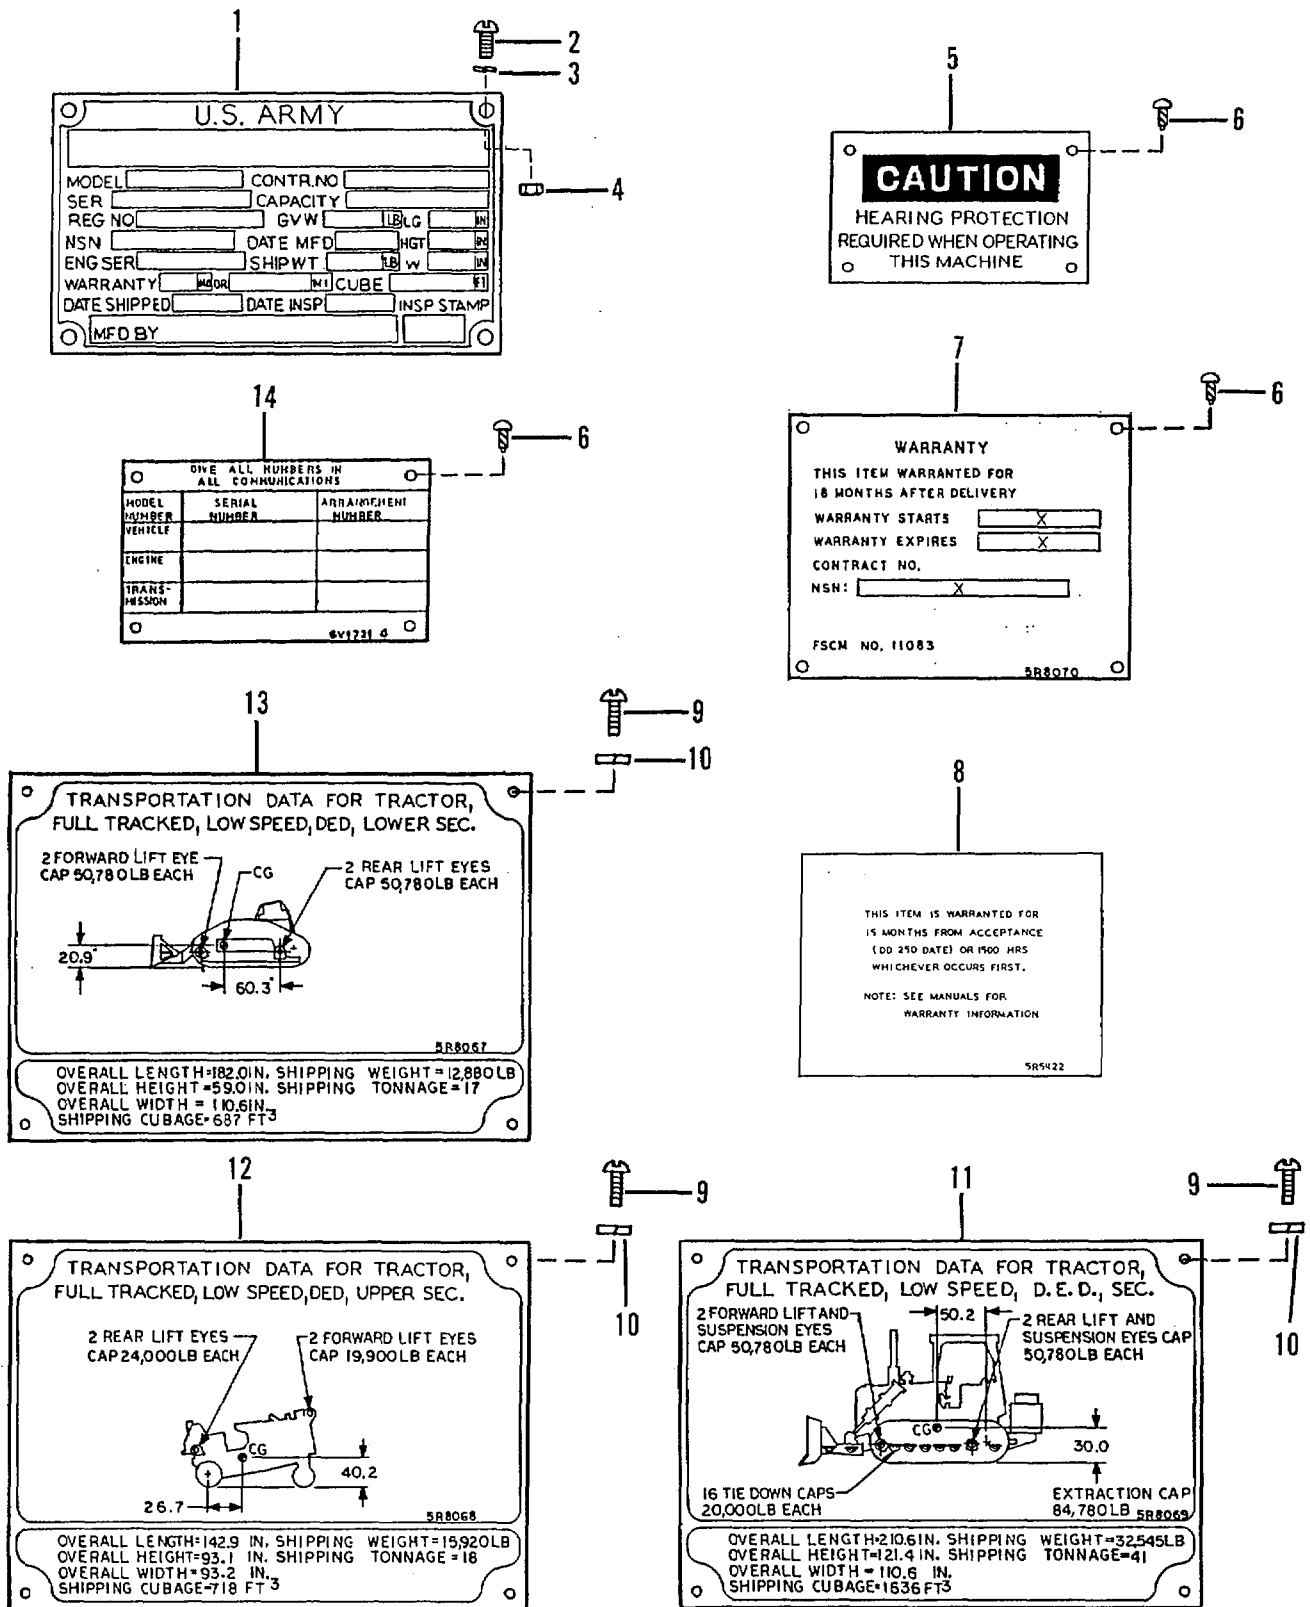 1
2
3
4
U.S. ARMY
MODEL CONTR.NO
SER CAPACITY
REG NO GVW LB LG IN
NSN DATE MFD HGT IN
ENG SER SHIP WT LB W IN
WARRANTY MO OR MI CUBE FT
DATE SHIPPED DATE INSP INSP STAMP
MFD BY
5
6
CAUTION
HEARING PROTECTION
REQUIRED WHEN OPERATING
THIS MACHINE
14
6
GIVE ALL NUMBERS IN
ALL COMMUNICATIONS
MODEL NUMBER SERIAL NUMBER ARRANGEMENT NUMBER
VEHICLE
ENGINE
TRANS-
MISSION
6V1721 4
7
6
WARRANTY
THIS ITEM WARRANTED FOR
18 MONTHS AFTER DELIVERY
WARRANTY STARTS X
WARRANTY EXPIRES X
CONTRACT NO.
NSN: X
FSCM NO. 11083
5R8070
13
9
10
TRANSPORTATION DATA FOR TRACTOR,
FULL TRACKED, LOW SPEED, DED, LOWER SEC.
2 FORWARD LIFT EYE
CAP 50,780LB EACH
CG
2 REAR LIFT EYES
CAP 50,780LB EACH
20.9"
60.3"
5R8067
OVERALL LENGTH=182.0IN. SHIPPING WEIGHT=12,880LB
OVERALL HEIGHT=59.0IN. SHIPPING TONNAGE=17
OVERALL WIDTH = 110.6IN.
SHIPPING CUBAGE=687 FT3
8
THIS ITEM IS WARRANTED FOR
15 MONTHS FROM ACCEPTANCE
(DD 250 DATE) OR 1500 HRS
WHICHEVER OCCURS FIRST.
NOTE: SEE MANUALS FOR
WARRANTY INFORMATION
5R5422
12
9
10
TRANSPORTATION DATA FOR TRACTOR,
FULL TRACKED, LOW SPEED, DED, UPPER SEC.
2 REAR LIFT EYES
CAP 24,000LB EACH
2 FORWARD LIFT EYES
CAP 19,900LB EACH
CG
40.2
26.7
5R8068
OVERALL LENGTH=142.9 IN. SHIPPING WEIGHT=15,920LB
OVERALL HEIGHT=93.1 IN. SHIPPING TONNAGE=18
OVERALL WIDTH=93.2 IN.
SHIPPING CUBAGE=718 FT3
11
9
10
TRANSPORTATION DATA FOR TRACTOR,
FULL TRACKED, LOW SPEED, D.E.D., SEC.
2 FORWARD LIFT AND
SUSPENSION EYES
CAP 50,780LB EACH
50.2
2 REAR LIFT AND
SUSPENSION EYES CAP
50,780LB EACH
CG
30.0
16 TIE DOWN CAPS
20,000LB EACH
EXTRACTION CAP
84,780LB 5R8069
OVERALL LENGTH=210.6IN. SHIPPING WEIGHT=32,545LB
OVERALL HEIGHT=121.4 IN. SHIPPING TONNAGE=41
OVERALL WIDTH =110.6 IN.
SHIPPING CUBAGE=1636 FT3